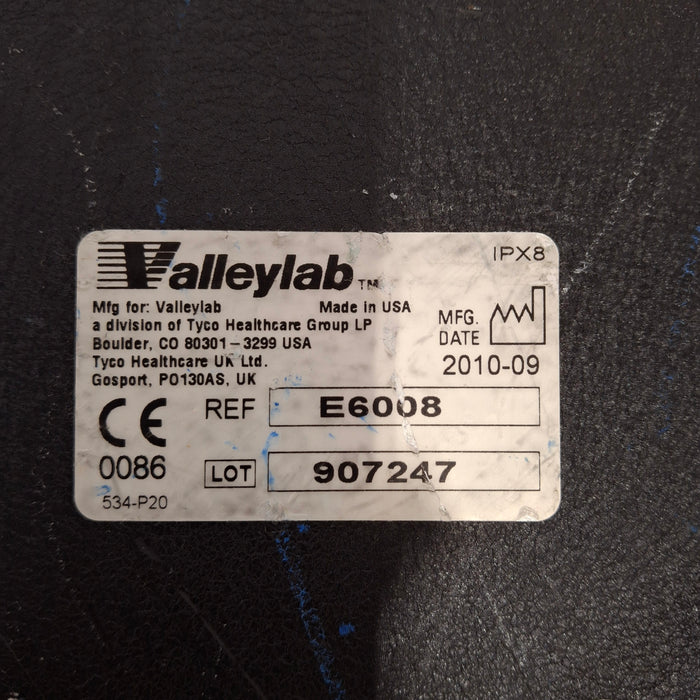 Valleylab™
IPX8
Mfg for: Valleylab Made in USA
a division of Tyco Healthcare Group LP
Boulder, CO 80301-3299 USA
Tyco Healthcare UK Ltd.
Gosport, PO130AS, UK
MFG.
DATE
2010-09
CE
0086
REF E6008
LOT 907247
534-P20